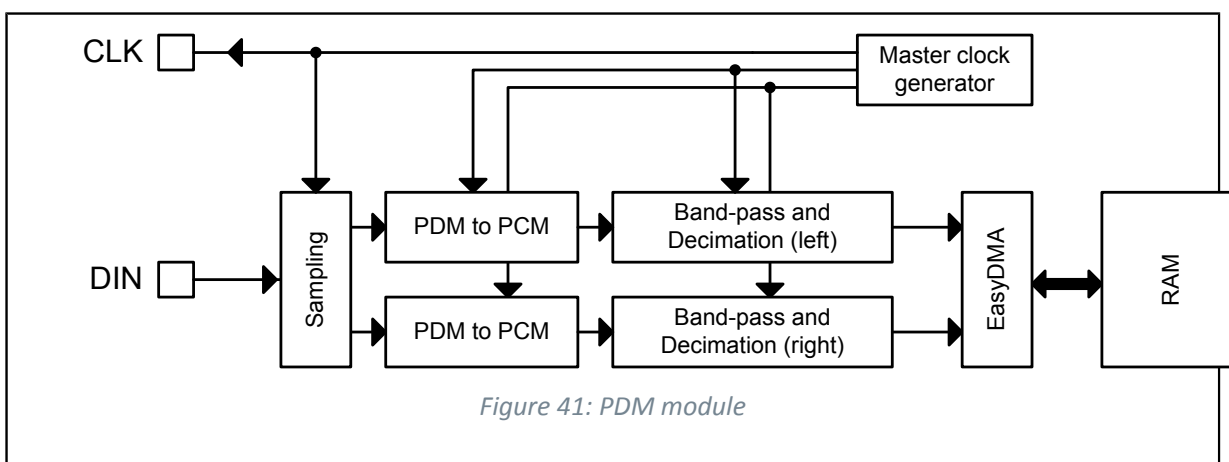 CLK
Master clock
generator
DIN
Sampling
PDM to PCM
Band-pass and
Decimation (left)
PDM to PCM
Band-pass and
Decimation (right)
EasyDMA
RAM
Figure 41: PDM module